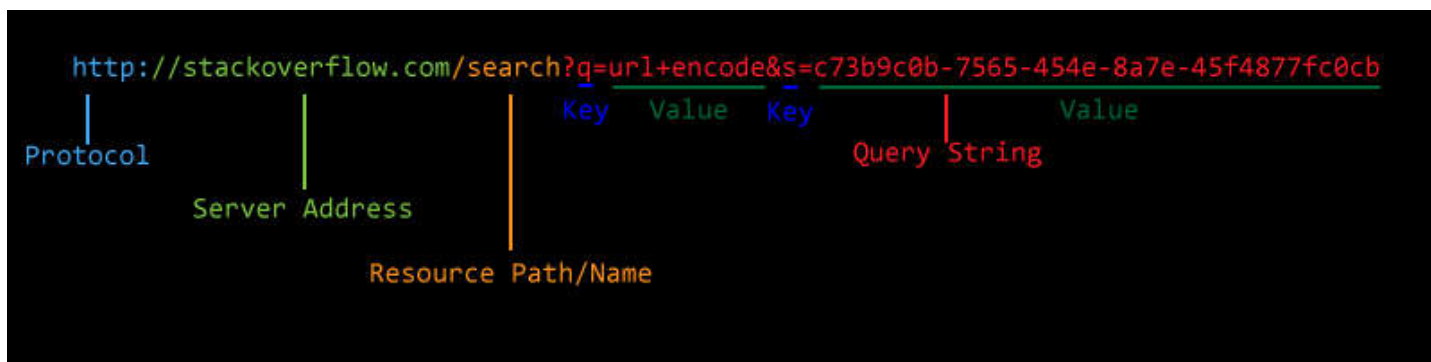 http://stackoverflow.com/search?q=url+encode&s=c73b9c0b-7565-454e-8a7e-45f4877fc0cb
Key Value Key Value
Protocol Query String
Server Address
Resource Path/Name